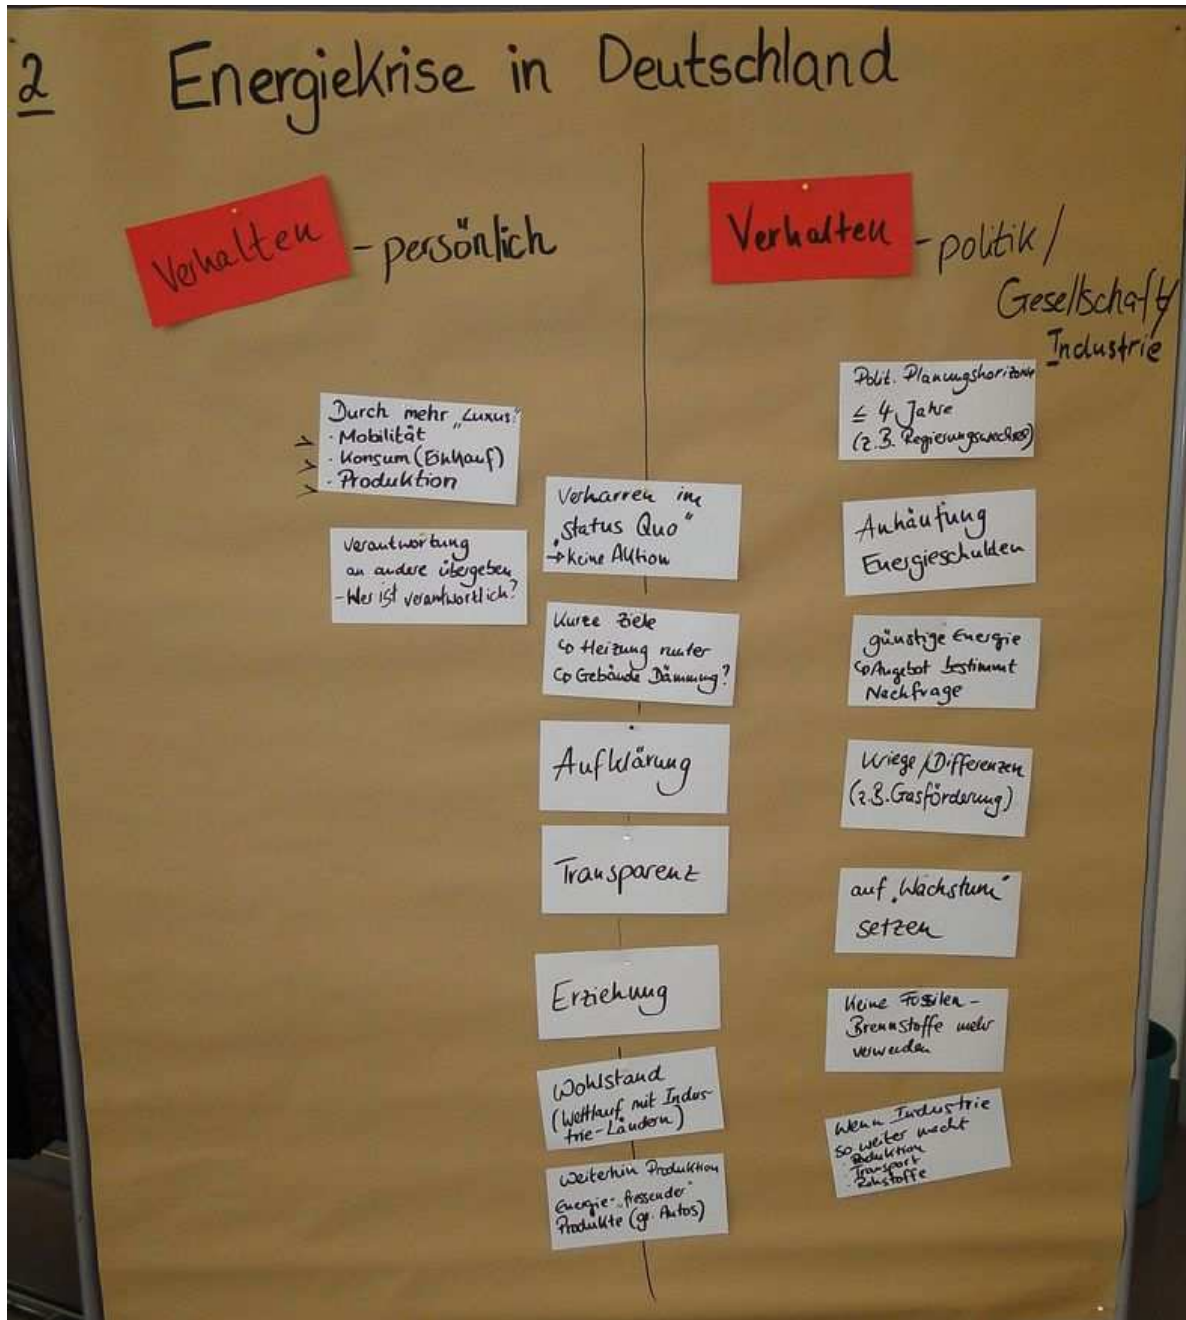 2 Energiekrise in Deutschland
Verhalten - persönlich
Verhalten - politik /
Gesellschaft/
Industrie
Durch mehr „Luxus":
· Mobilität
· Konsum (Einkauf)
· Produktion
Verantwortung
an andere übergeben
- Wer ist verantwortlich?
Verharren im
„Status Quo"
→ Keine Aktion
Kurze Ziele
↳ Heizung runter
↳ Gebäude Dämmung?
Aufklärung
Transparenz
Erziehung
Wohlstand
(Wettlauf mit Indus-
trie-Ländern)
Weiterhin Produktion
Energie-„fressender"
Produkte (gr. Autos)
Polit. Planungshorizonte
≤ 4 Jahre
(z.B. Regierungswechsel)
Anhäufung
Energieschulden
günstige Energie
↳ Angebot bestimmt
Nachfrage
Kriege/Differenzen
(z.B. Gasförderung)
auf „Wachstum"
setzen
Keine Fossilen-
Brennstoffe mehr
verwenden
Wenn Industrie
so weiter macht
· Produktion
· Transport
· Rohstoffe